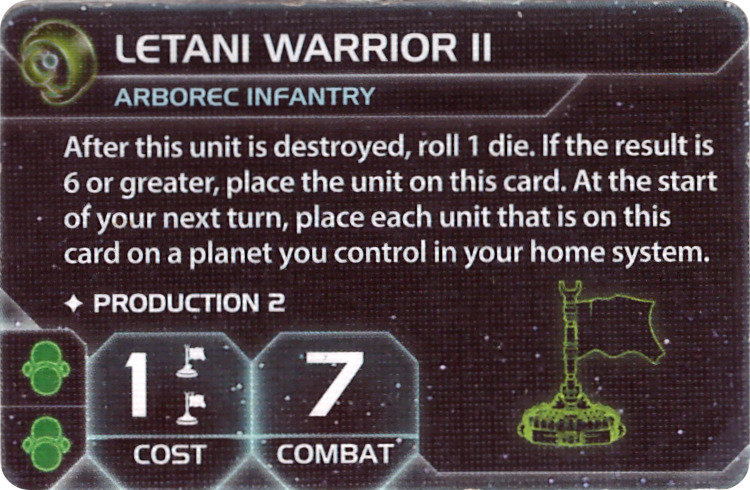 LETANI WARRIOR II
ARBOREC INFANTRY
After this unit is destroyed, roll 1 die. If the result is
6 or greater, place the unit on this card. At the start
of your next turn, place each unit that is on this
card on a planet you control in your home system.
✦ PRODUCTION 2
1 7
COST COMBAT